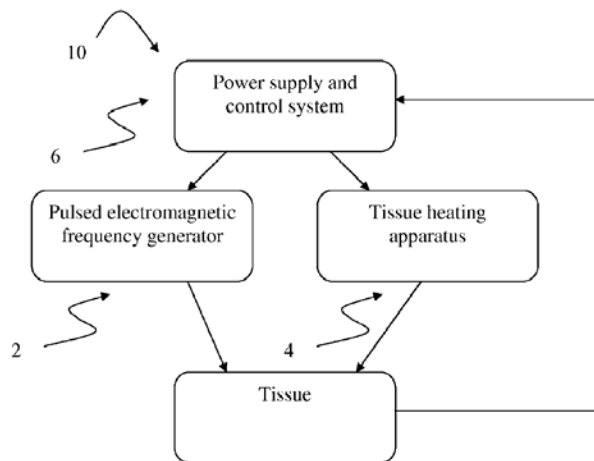 10
Power supply and
control system
6
Pulsed electromagnetic
frequency generator
Tissue heating
apparatus
2
4
Tissue